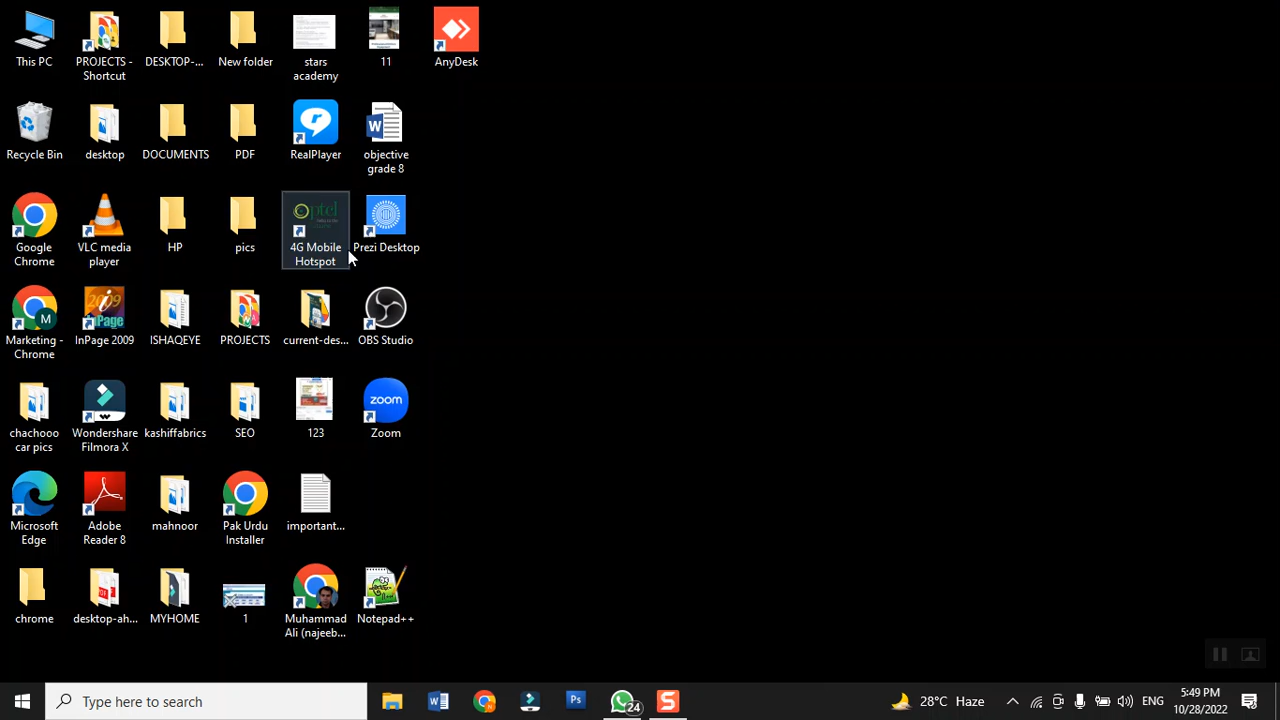 This PC
PROJECTS -
Shortcut
DESKTOP-...
New folder
stars
academy
11
AnyDesk
Recycle Bin
desktop
DOCUMENTS
PDF
RealPlayer
objective
grade 8
Google
Chrome
VLC media
player
HP
pics
ptcl
4G Mobile
Hotspot
Prezi Desktop
Marketing -
Chrome
InPage 2009
ISHAQEYE
PROJECTS
current-des...
OBS Studio
chachooo
car pics
Wondershare
Filmora X
kashiffabrics
SEO
123
zoom
Zoom
Microsoft
Edge
Adobe
Reader 8
mahnoor
Pak Urdu
Installer
important...
chrome
desktop-ah...
MYHOME
1
Muhammad
Ali (najeeb...
Notepad++
Type here to search
24
28°C Haze
ENG
:49 PM
10/28/2022